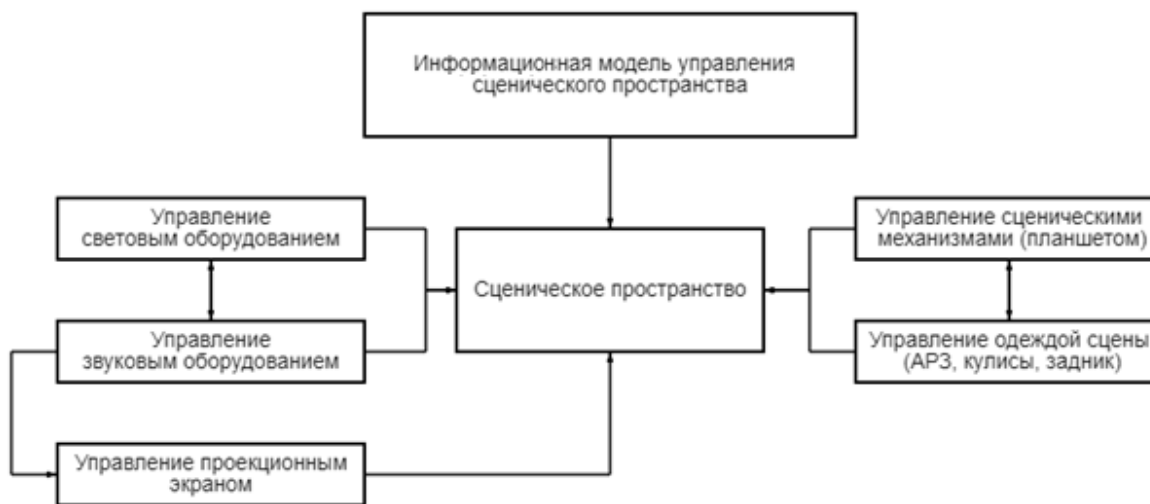 Информационная модель управления
сценического пространства
Управление
световым оборудованием
Управление сценическими
механизмами (планшетом)
Сценическое пространство
Управление
звуковым оборудованием
Управление одеждой сцены
(АРЗ, кулисы, задник)
Управление проекционным
экраном